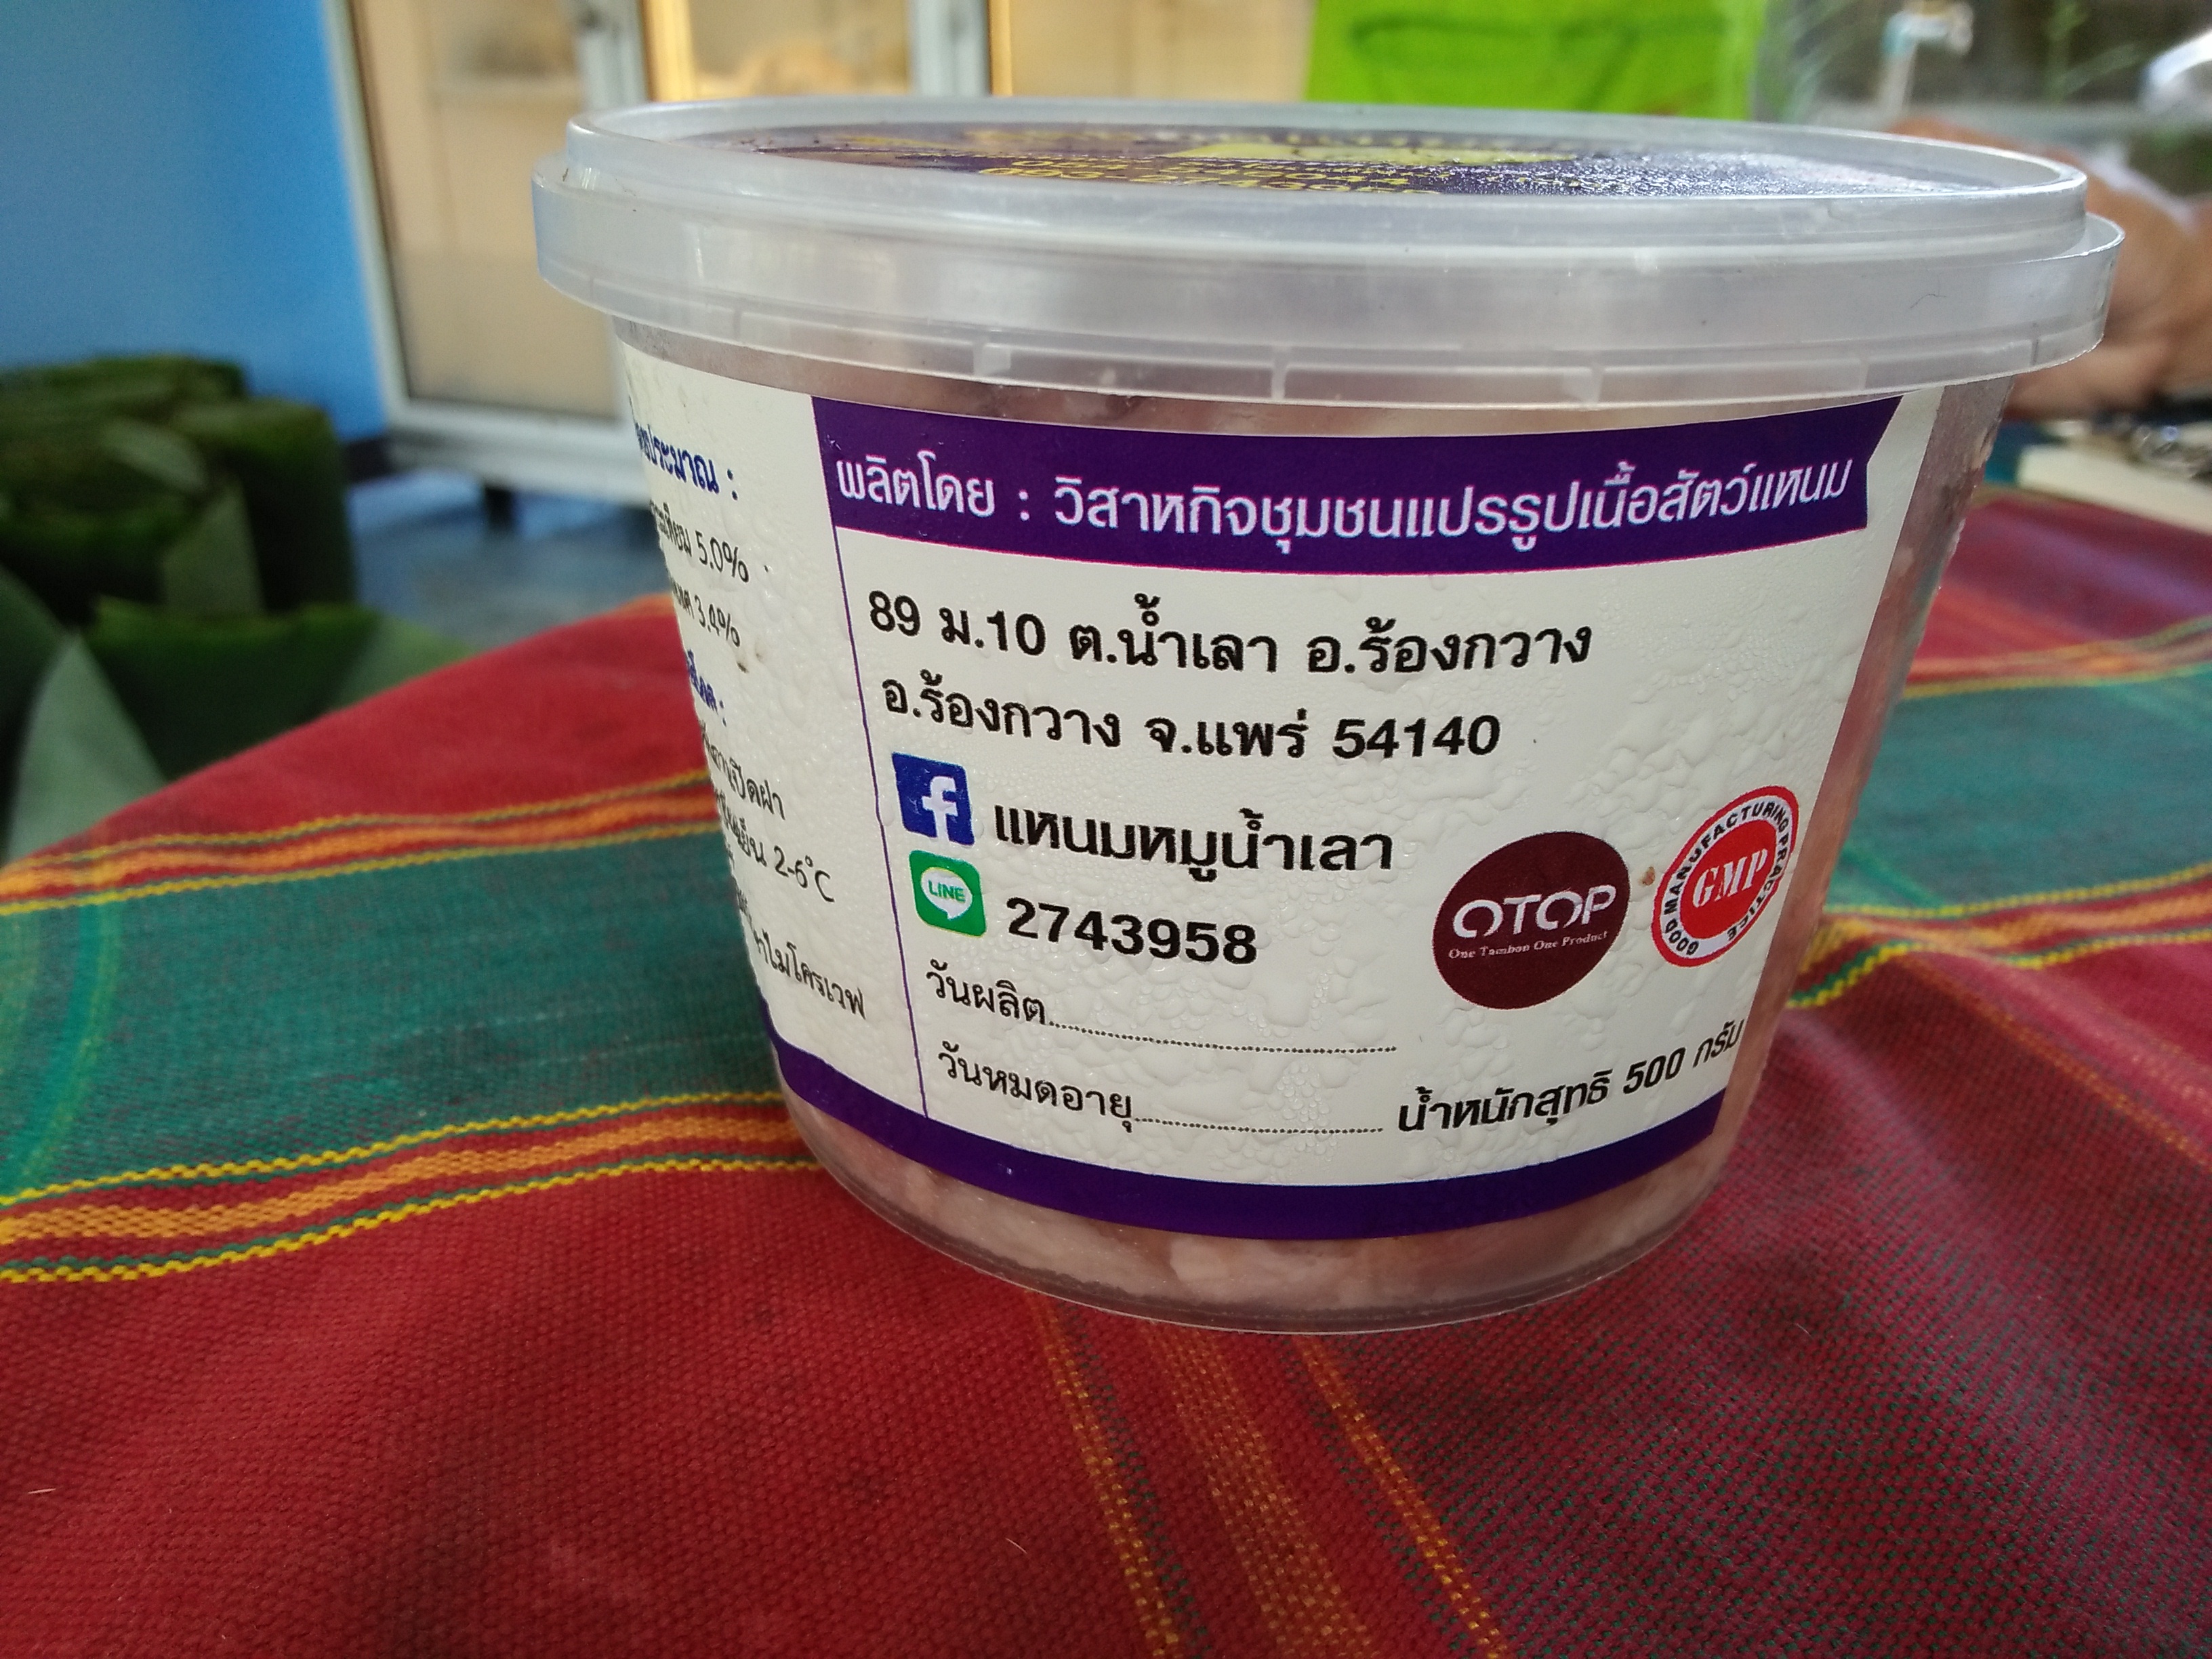 5.0%
3.4%
2-6°C
ผลิตโดย : วิสาหกิจชุมชนแปรรูปเนื้อสัตว์แหนม
89 ม.10 ต.น้ำเลา อ.ร้องกวาง
อ.ร้องกวาง จ.แพร่ 54140
แหนมหมูน้ำเลา
LINE
2743958
OTOP
One Tambon One Product
GOOD MANUFACTURING PRACTICE
GMP
วันผลิต
วันหมดอายุ
น้ำหนักสุทธิ 500 กรัม